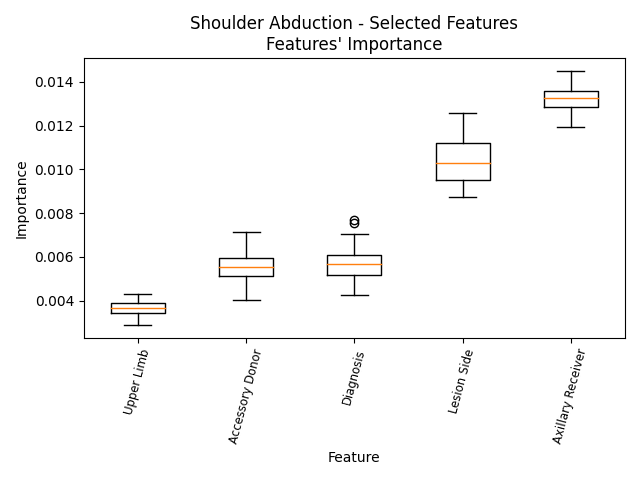 Shoulder Abduction - Selected Features
Features' Importance
0.014
0.012
0.010
0.008
0.006
0.004
Importance
Upper Limb
Accessory Donor
Diagnosis
Lesion Side
Axillary Receiver
Feature